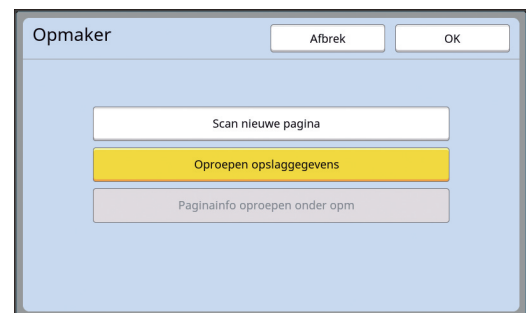 Opmaker
Afbrek
OK
Scan nieuwe pagina
Oproepen opslaggegevens
Paginainfo oproepen onder opm